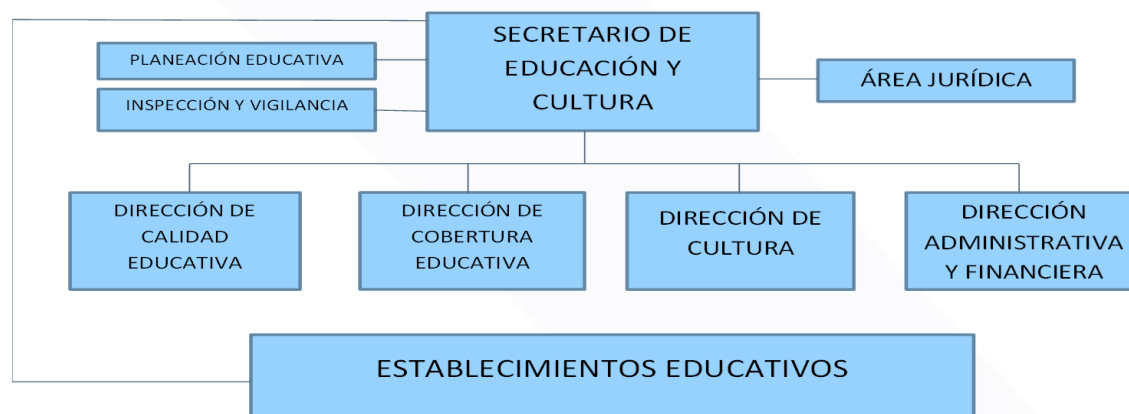 SECRETARIO DE
EDUCACIÓN Y
CULTURA
PLANEACIÓN EDUCATIVA
INSPECCIÓN Y VIGILANCIA
ÁREA JURÍDICA
DIRECCIÓN DE
CALIDAD
EDUCATIVA
DIRECCIÓN DE
COBERTURA
EDUCATIVA
DIRECCIÓN DE
CULTURA
DIRECCIÓN
ADMINISTRATIVA
Y FINANCIERA
ESTABLECIMIENTOS EDUCATIVOS